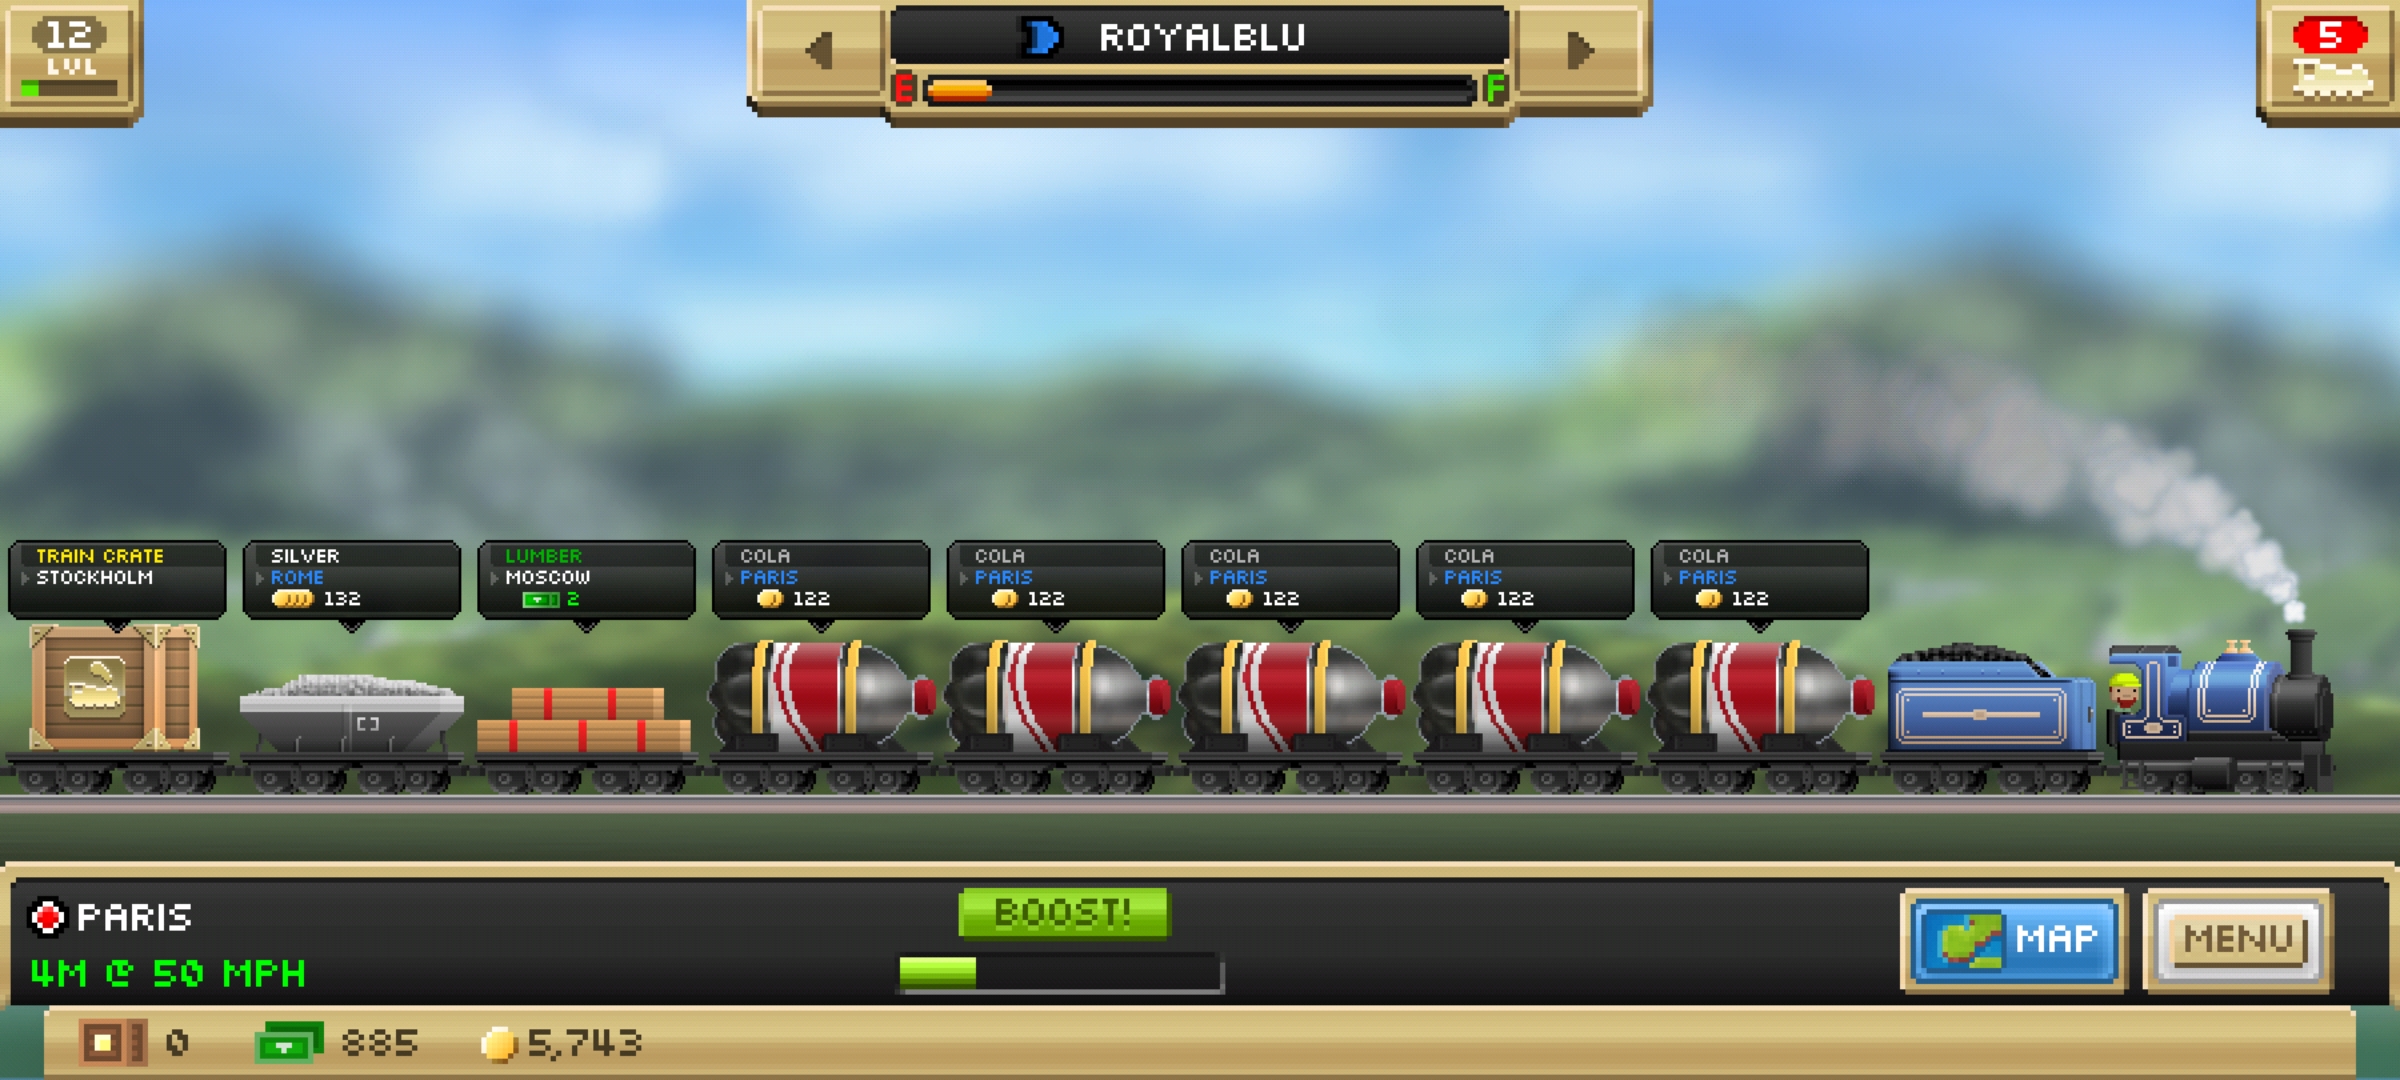 12
LVL
ROYALBLU
E
F
5
TRAIN CRATE
STOCKHOLM
SILVER
ROME
132
LUMBER
MOSCOW
2
COLA
PARIS
122
COLA
PARIS
122
COLA
PARIS
122
COLA
PARIS
122
COLA
PARIS
122
PARIS
4M @ 50 MPH
BOOST!
MAP
MENU
0
885
5,743